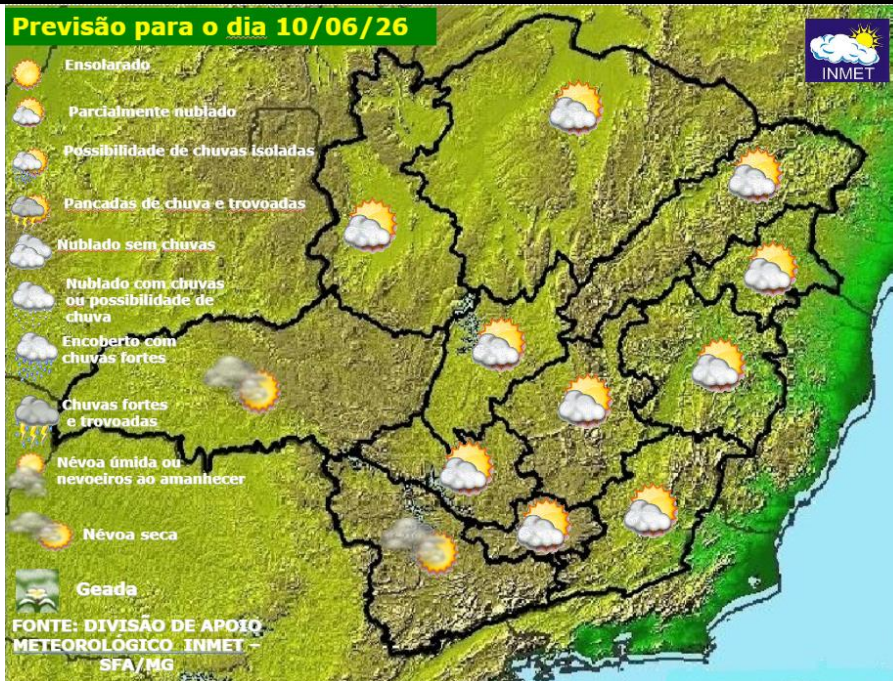 Previsão para o dia 10/06/26
INMET
Ensolarado
Parcialmente nublado
Possibilidade de chuvas isoladas
Pancadas de chuva e trovoadas
Nublado sem chuvas
Nublado com chuvas
ou possibilidade de
chuva
Encoberto com
chuvas fortes
Chuvas fortes
e trovoadas
Névoa úmida ou
nevoeiros ao amanhecer
Névoa seca
Geada
FONTE: DIVISÃO DE APOIO
METEOROLÓGICO INMET –
SFA/MG